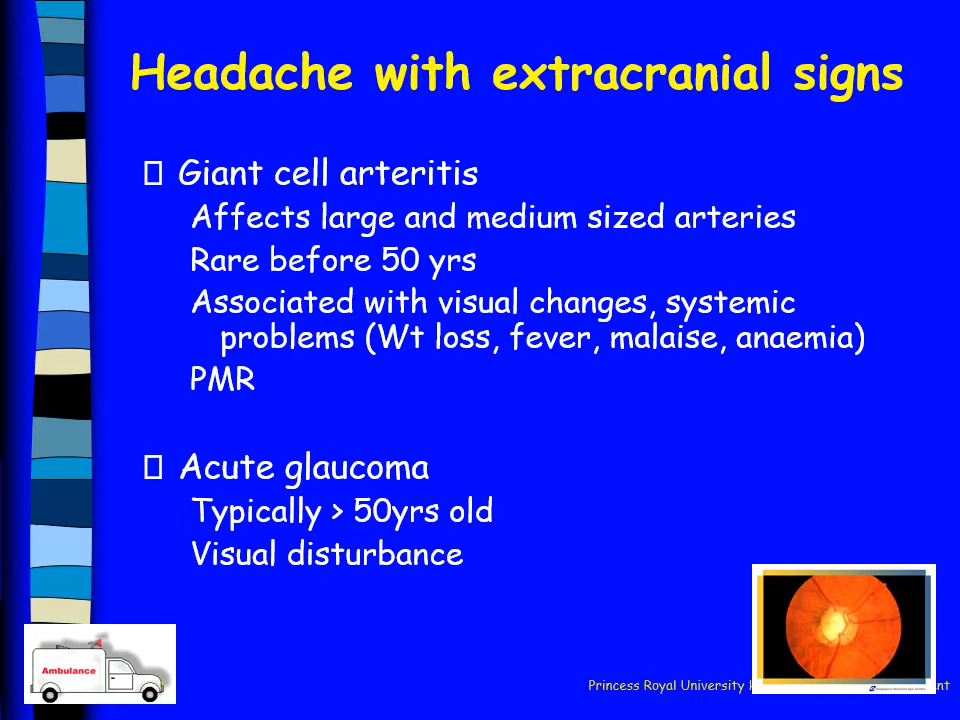 Headache with extracranial signs
Giant cell arteritis
Affects large and medium sized arteries
Rare before 50 yrs
Associated with visual changes, systemic
problems (Wt loss, fever, malaise, anaemia)
PMR
Acute glaucoma
Typically > 50yrs old
Visual disturbance
Ambulance
Princess Royal University